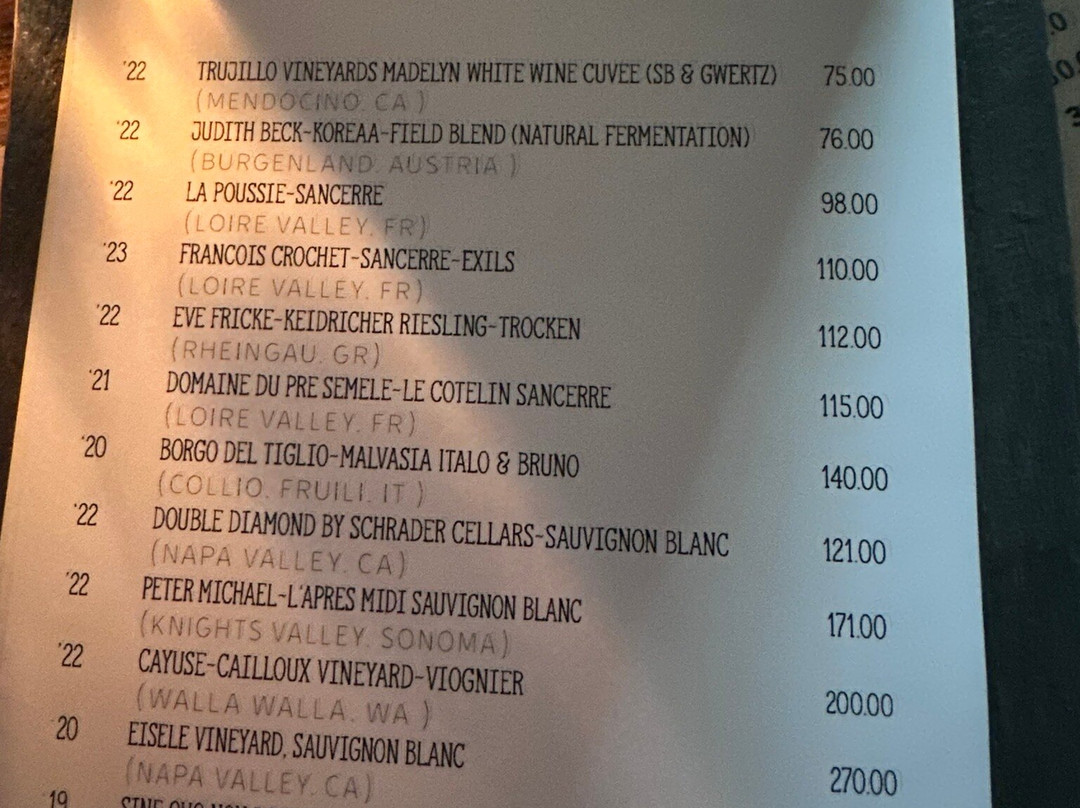 '22 TRUJILLO VINEYARDS MADELYN WHITE WINE CUVEE (SB & GWERTZ) 75.00
(MENDOCINO, CA )
'22 JUDITH BECK-KOREAA-FIELD BLEND (NATURAL FERMENTATION) 76.00
(BURGENLAND, AUSTRIA )
'22 LA POUSSIE-SANCERRE 98.00
(LOIRE VALLEY, FR)
'23 FRANCOIS CROCHET-SANCERRE-EXILS 110.00
(LOIRE VALLEY, FR)
'22 EVE FRICKE-KEIDRICHER RIESLING-TROCKEN 112.00
(RHEINGAU, GR)
'21 DOMAINE DU PRE SEMELE-LE COTELIN SANCERRE 115.00
(LOIRE VALLEY, FR)
'20 BORGO DEL TIGLIO-MALVASIA ITALO & BRUNO 140.00
(COLLIO, FRUILI, IT )
'22 DOUBLE DIAMOND BY SCHRADER CELLARS-SAUVIGNON BLANC 121.00
(NAPA VALLEY, CA)
'22 PETER MICHAEL-L'APRES MIDI SAUVIGNON BLANC 171.00
(KNIGHTS VALLEY, SONOMA)
'22 CAYUSE-CAILLOUX VINEYARD-VIOGNIER 200.00
(WALLA WALLA, WA )
20 EISELE VINEYARD, SAUVIGNON BLANC 270.00
(NAPA VALLEY, CA)
19